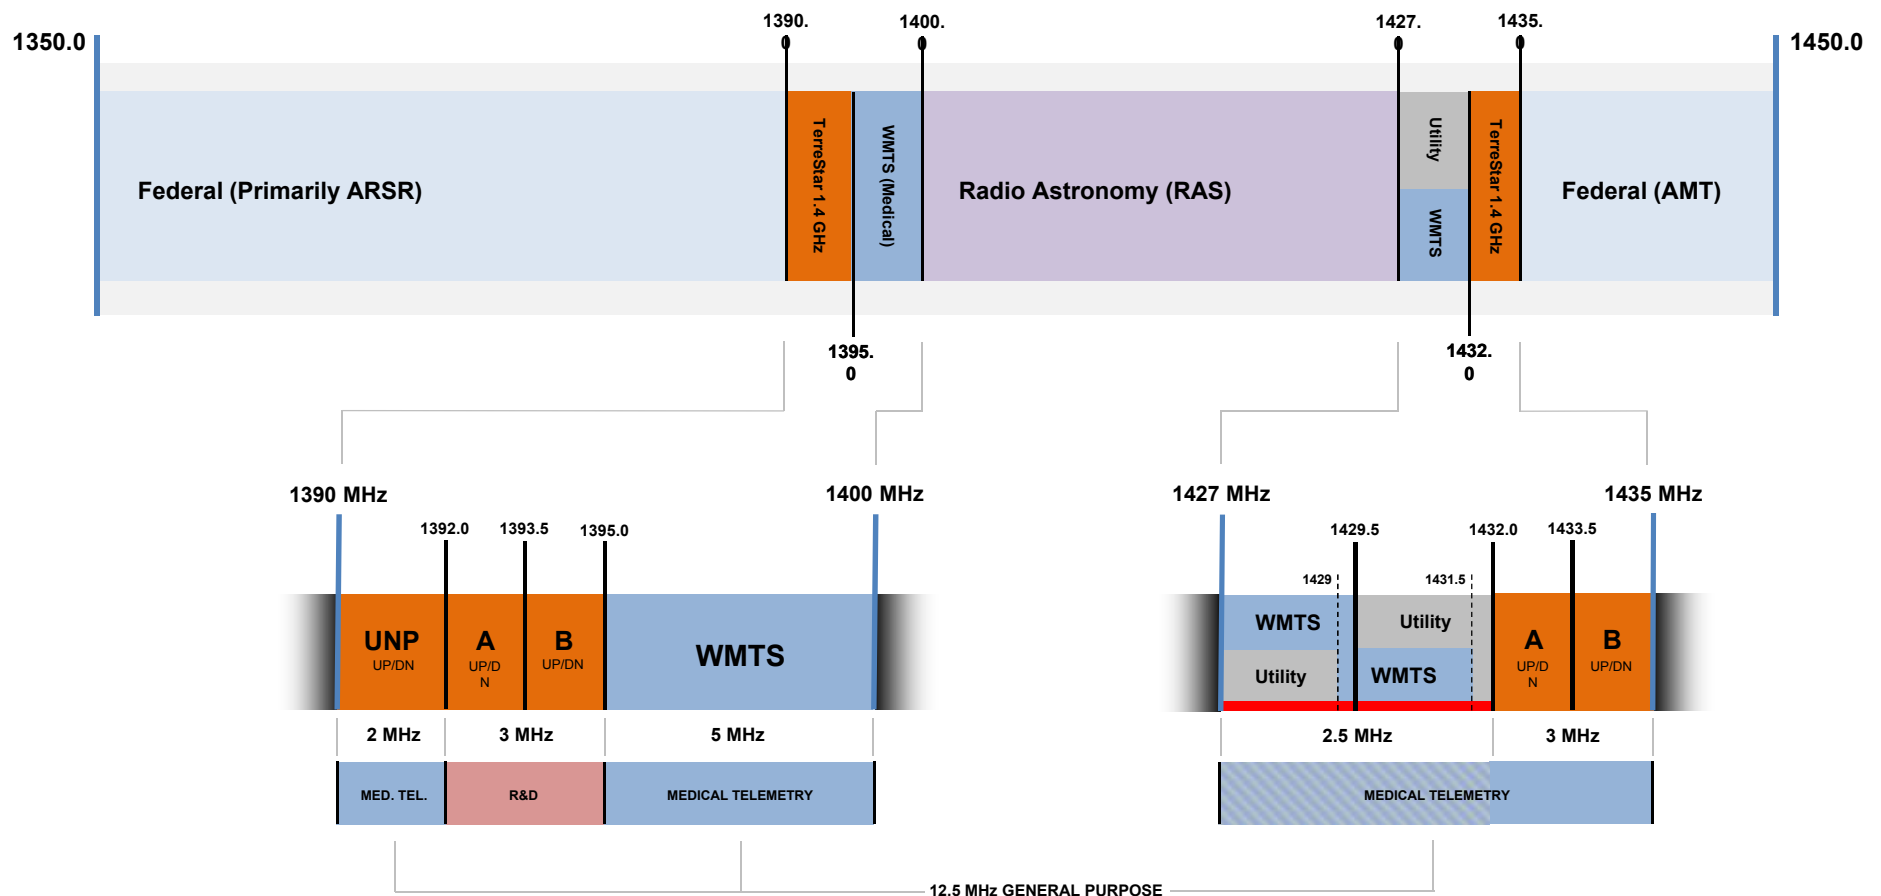 1350.0
1390.
0
1400.
0
1427.
0
1435.
0
1450.0
Federal (Primarily ARSR)
TerreStar 1.4 GHz
WMTS (Medical)
Radio Astronomy (RAS)
Utility
WMTS
TerreStar 1.4 GHz
Federal (AMT)
1395.
0
1432.
0
1390 MHz
1400 MHz
1427 MHz
1435 MHz
1392.0
1393.5
1395.0
1429.5
1432.0
1433.5
1429
1431.5
UNP
UP/DN
A
UP/D
N
B
UP/DN
WMTS
WMTS
Utility
Utility
WMTS
A
UP/D
N
B
UP/DN
2 MHz
3 MHz
5 MHz
2.5 MHz
3 MHz
MED. TEL.
R&D
MEDICAL TELEMETRY
MEDICAL TELEMETRY
12.5 MHz GENERAL PURPOSE